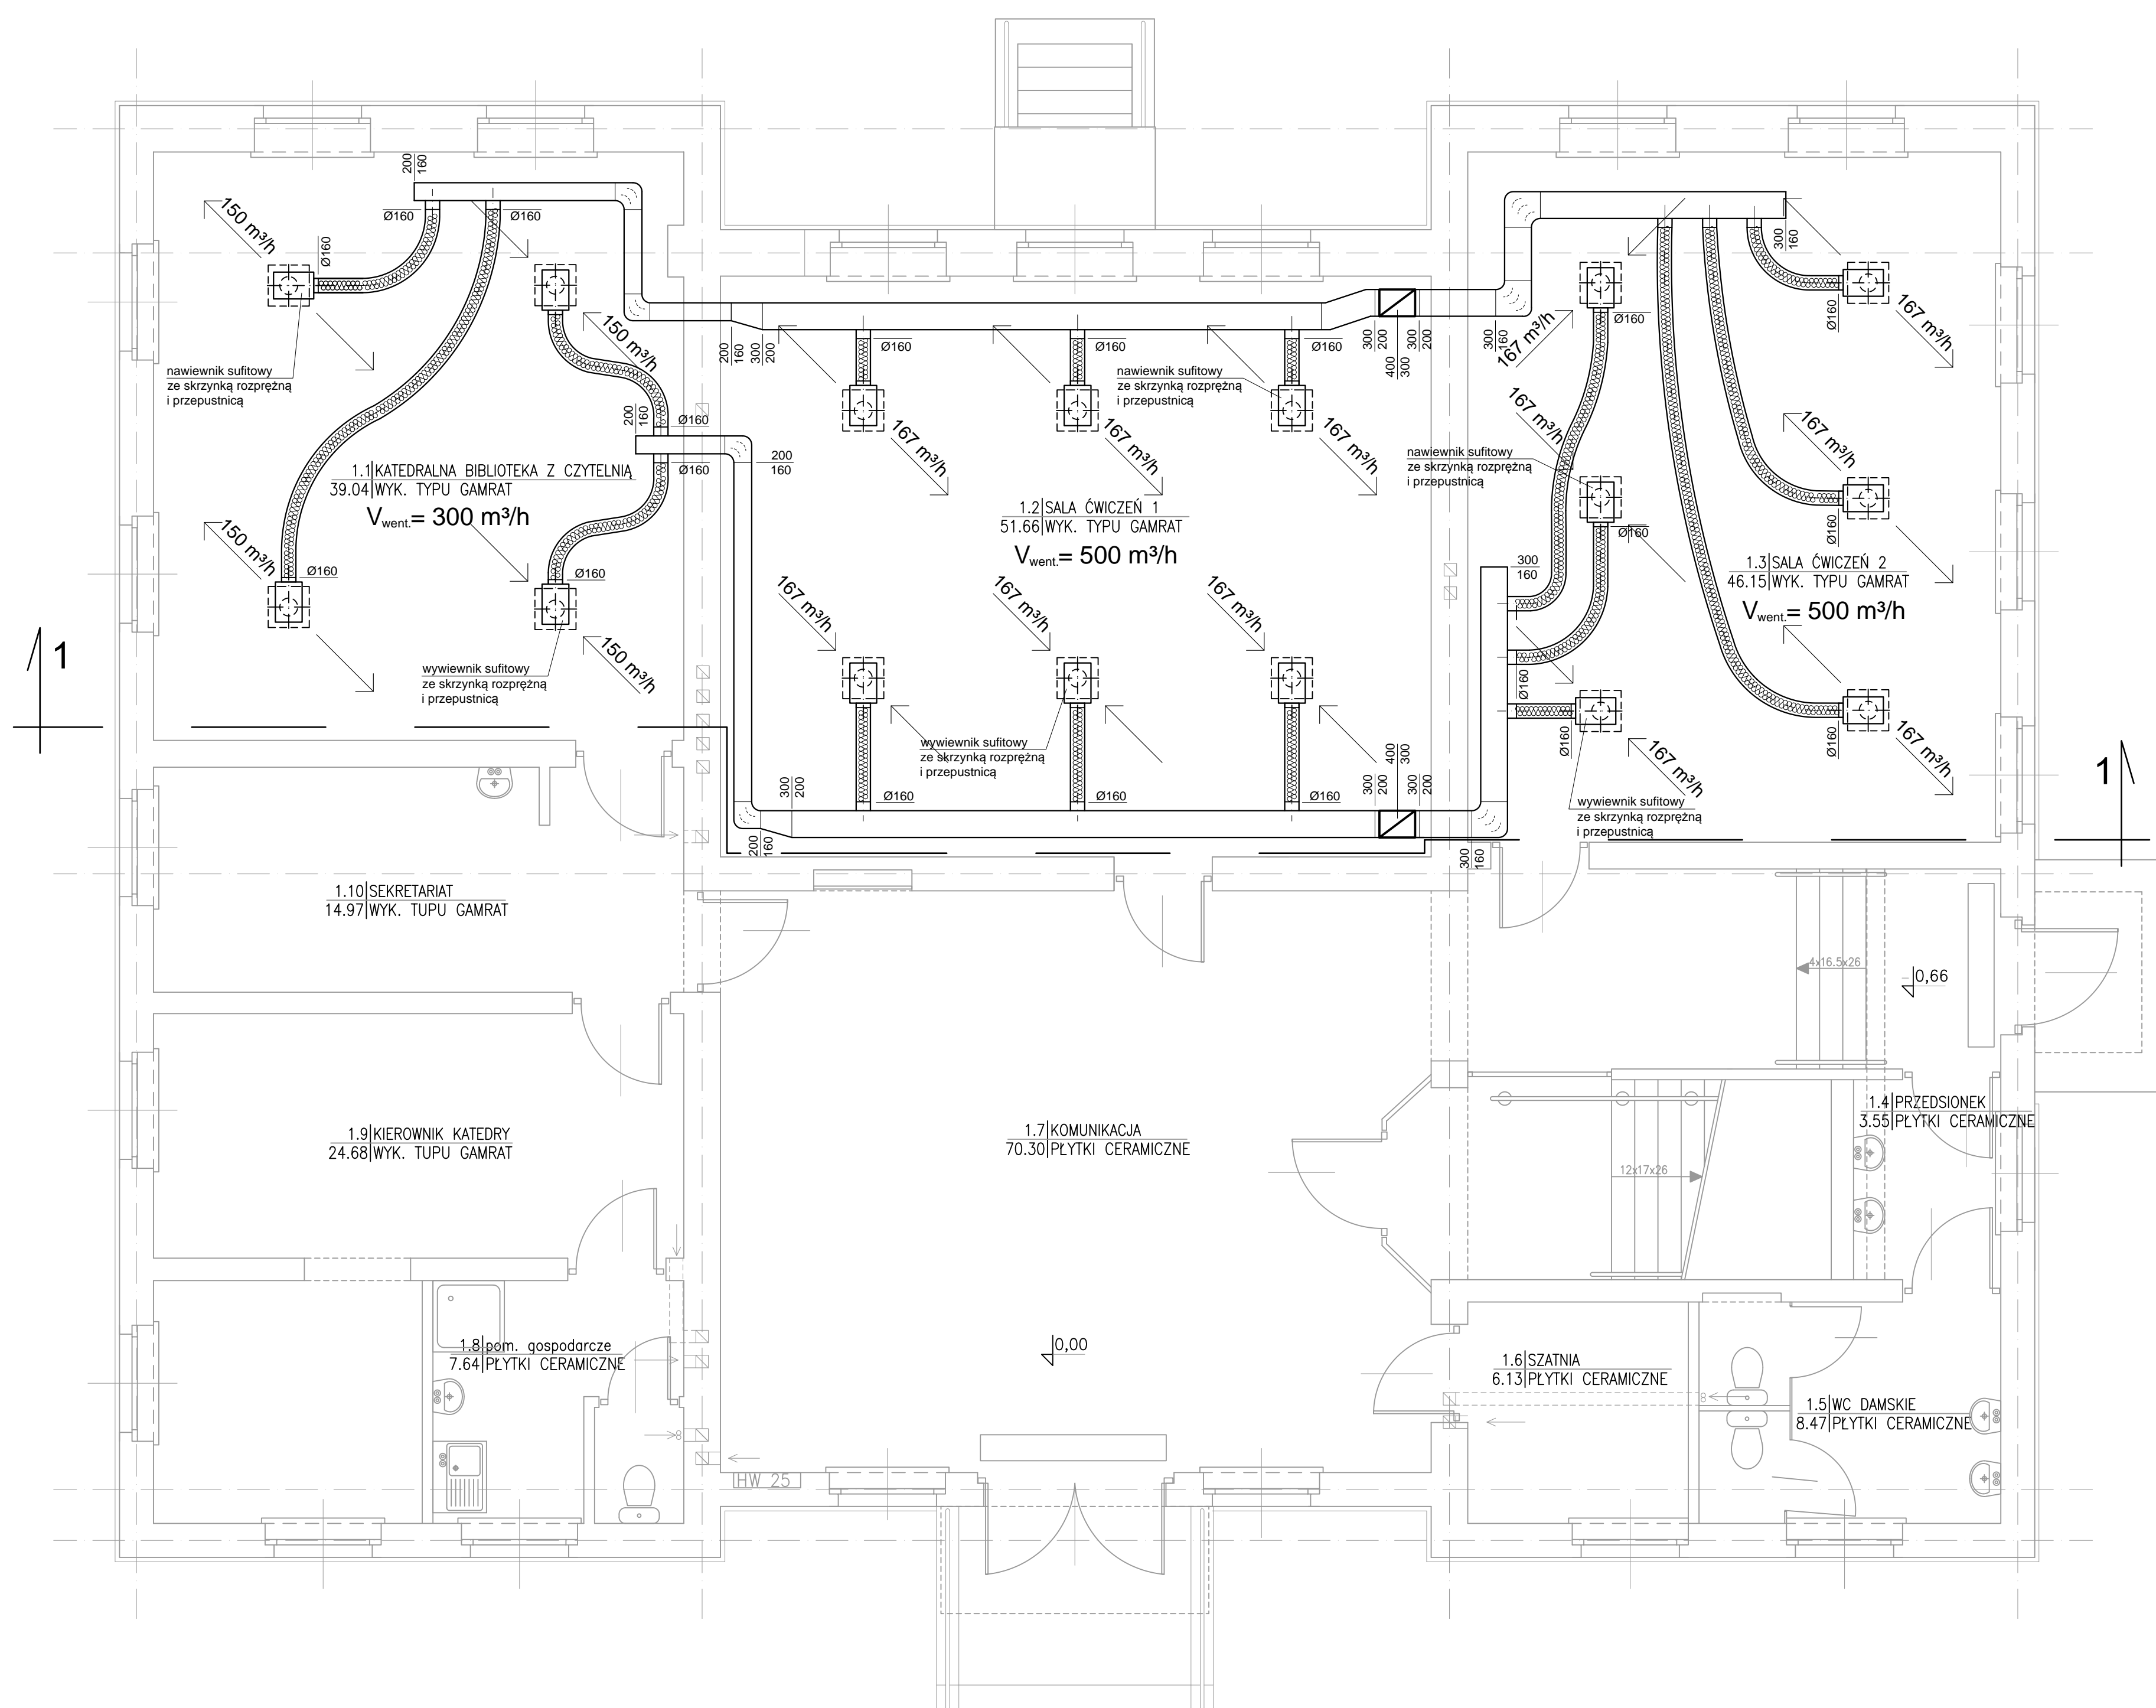 200
160
150 m³/h
Ø160
Ø160
Ø160
nawiewnik sufitowy
ze skrzynką rozprężną
i przepustnicą
150 m³/h
200
160
Ø160
Ø160
200
160
1.1 KATEDRALNA BIBLIOTEKA Z CZYTELNIĄ
39.04 WYK. TYPU GAMRAT
Vwent.= 300 m³/h
150 m³/h
Ø160
Ø160
wywiewnik sufitowy
ze skrzynką rozprężną
i przepustnicą
150 m³/h
1
200
160
300
200
Ø160
Ø160
Ø160
300
200
400
300
300
200
300
160
nawiewnik sufitowy
ze skrzynką rozprężną
i przepustnicą
167 m³/h
167 m³/h
167 m³/h
1.2 SALA ĆWICZEŃ 1
51.66 WYK. TYPU GAMRAT
Vwent.= 500 m³/h
167 m³/h
167 m³/h
167 m³/h
wywiewnik sufitowy
ze skrzynką rozprężną
i przepustnicą
300
200
200
160
Ø160
Ø160
Ø160
300
200
400
300
300
200
300
160
300
160
Ø160
167 m³/h
Ø160
167 m³/h
167 m³/h
nawiewnik sufitowy
ze skrzynką rozprężną
i przepustnicą
Ø160
167 m³/h
Ø160
300
160
1.3 SALA ĆWICZEŃ 2
46.15 WYK. TYPU GAMRAT
Vwent.= 500 m³/h
Ø160
Ø160
Ø160
167 m³/h
167 m³/h
wywiewnik sufitowy
ze skrzynką rozprężną
i przepustnicą
1
1.10 SEKRETARIAT
14.97 WYK. TUPU GAMRAT
4x16.5x26
0,66
1.9 KIEROWNIK KATEDRY
24.68 WYK. TUPU GAMRAT
1.7 KOMUNIKACJA
70.30 PŁYTKI CERAMICZNE
1.4 PRZEDSIONEK
3.55 PŁYTKI CERAMICZNE
12x17x26
1.8 pom. gospodarcze
7.64 PŁYTKI CERAMICZNE
0,00
1.6 SZATNIA
6.13 PŁYTKI CERAMICZNE
1.5 WC DAMSKIE
8.47 PŁYTKI CERAMICZNE
HW 25